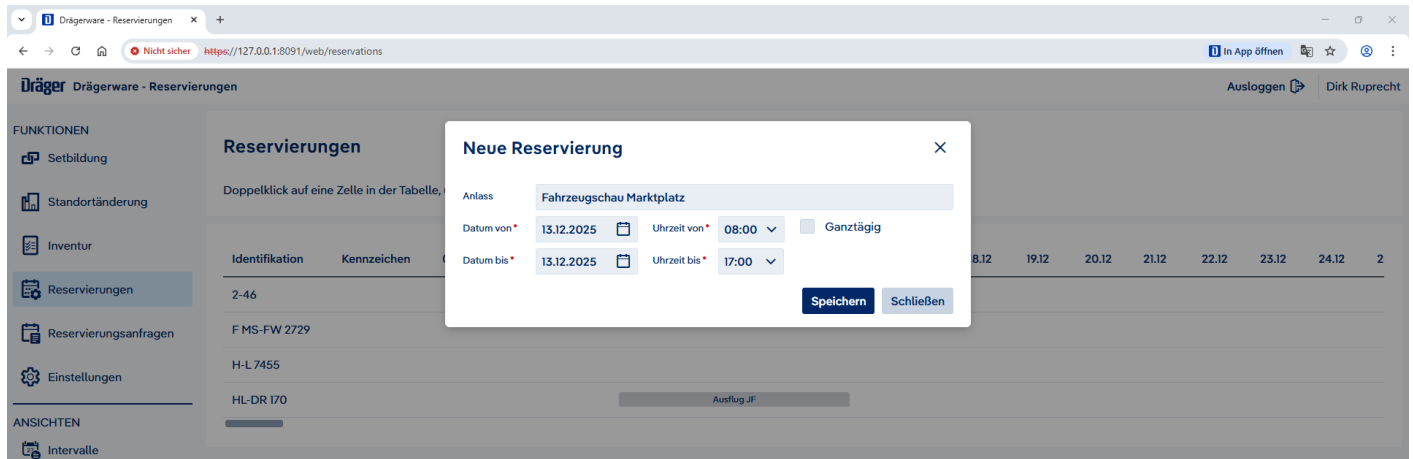 Drägerware - Reservierungen
Nicht sicher https://127.0.0.1:8091/web/reservations In App öffnen
Dräger Drägerware - Reservierungen Ausloggen Dirk Ruprecht
FUNKTIONEN
Setbildung
Standortänderung
Inventur
Reservierungen
Reservierungsanfragen
Einstellungen
ANSICHTEN
Intervalle
Reservierungen
Doppelklick auf eine Zelle in der Tabelle,
Identifikation Kennzeichen 19.12 20.12 21.12 22.12 23.12 24.12
2-46
F MS-FW 2729
H-L 7455
HL-DR 170 Ausflug JF
Neue Reservierung
Anlass Fahrzeugschau Marktplatz
Datum von* 13.12.2025 Uhrzeit von* 08:00 Ganztägig
Datum bis* 13.12.2025 Uhrzeit bis* 17:00
Speichern Schließen